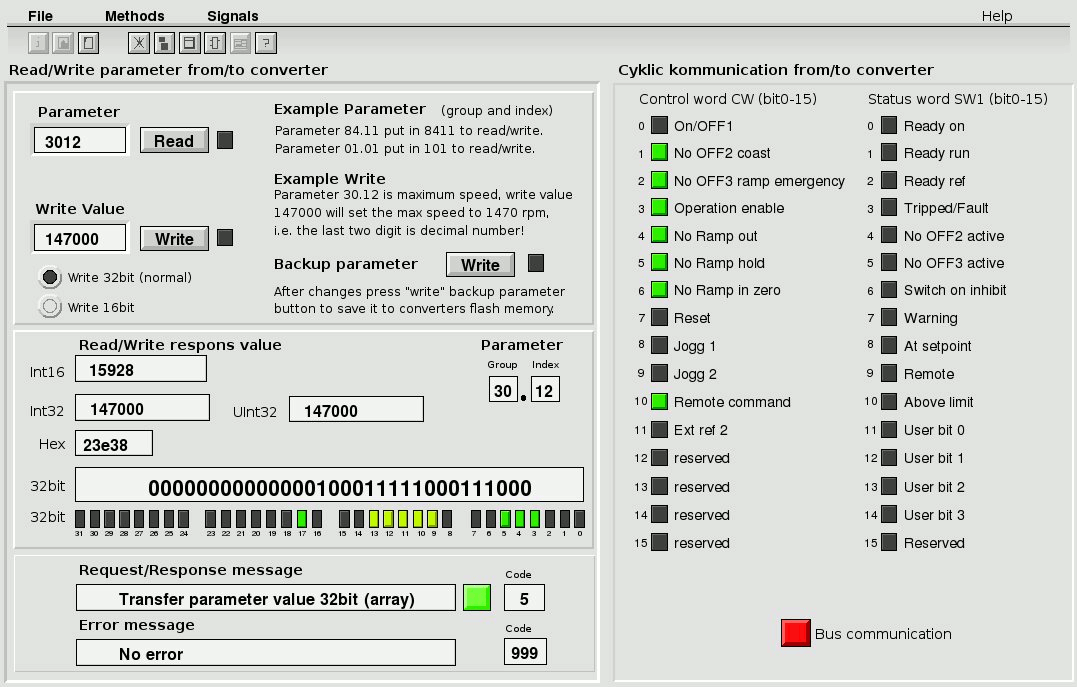 File Methods Signals Help
Read/Write parameter from/to converter
Parameter
3012 Read
Example Parameter (group and index)
Parameter 84.11 put in 8411 to read/write.
Parameter 01.01 put in 101 to read/write.
Example Write
Parameter 30.12 is maximum speed, write value
147000 will set the max speed to 1470 rpm,
i.e. the last two digit is decimal number!
Write Value
147000 Write
Write 32bit (normal)
Write 16bit
Backup parameter Write
After changes press "write" backup parameter
button to save it to converters flash memory.
Read/Write respons value
Int16 15928
Int32 147000 UInt32 147000
Hex 23e38
Parameter
Group Index
30 . 12
32bit 00000000000000100011111000111000
32bit
31 30 29 28 27 26 25 24 23 22 21 20 19 18 17 16 15 14 13 12 11 10 9 8 7 6 5 4 3 2 1 0
Request/Response message Code
Transfer parameter value 32bit (array) 5
Error message Code
No error 999
Cyklic kommunication from/to converter
Control word CW (bit0-15)
0 On/OFF1
1 No OFF2 coast
2 No OFF3 ramp emergency
3 Operation enable
4 No Ramp out
5 No Ramp hold
6 No Ramp in zero
7 Reset
8 Jogg 1
9 Jogg 2
10 Remote command
11 Ext ref 2
12 reserved
13 reserved
14 reserved
15 reserved
Status word SW1 (bit0-15)
0 Ready on
1 Ready run
2 Ready ref
3 Tripped/Fault
4 No OFF2 active
5 No OFF3 active
6 Switch on inhibit
7 Warning
8 At setpoint
9 Remote
10 Above limit
11 User bit 0
12 User bit 1
13 User bit 2
14 User bit 3
15 Reserved
Bus communication